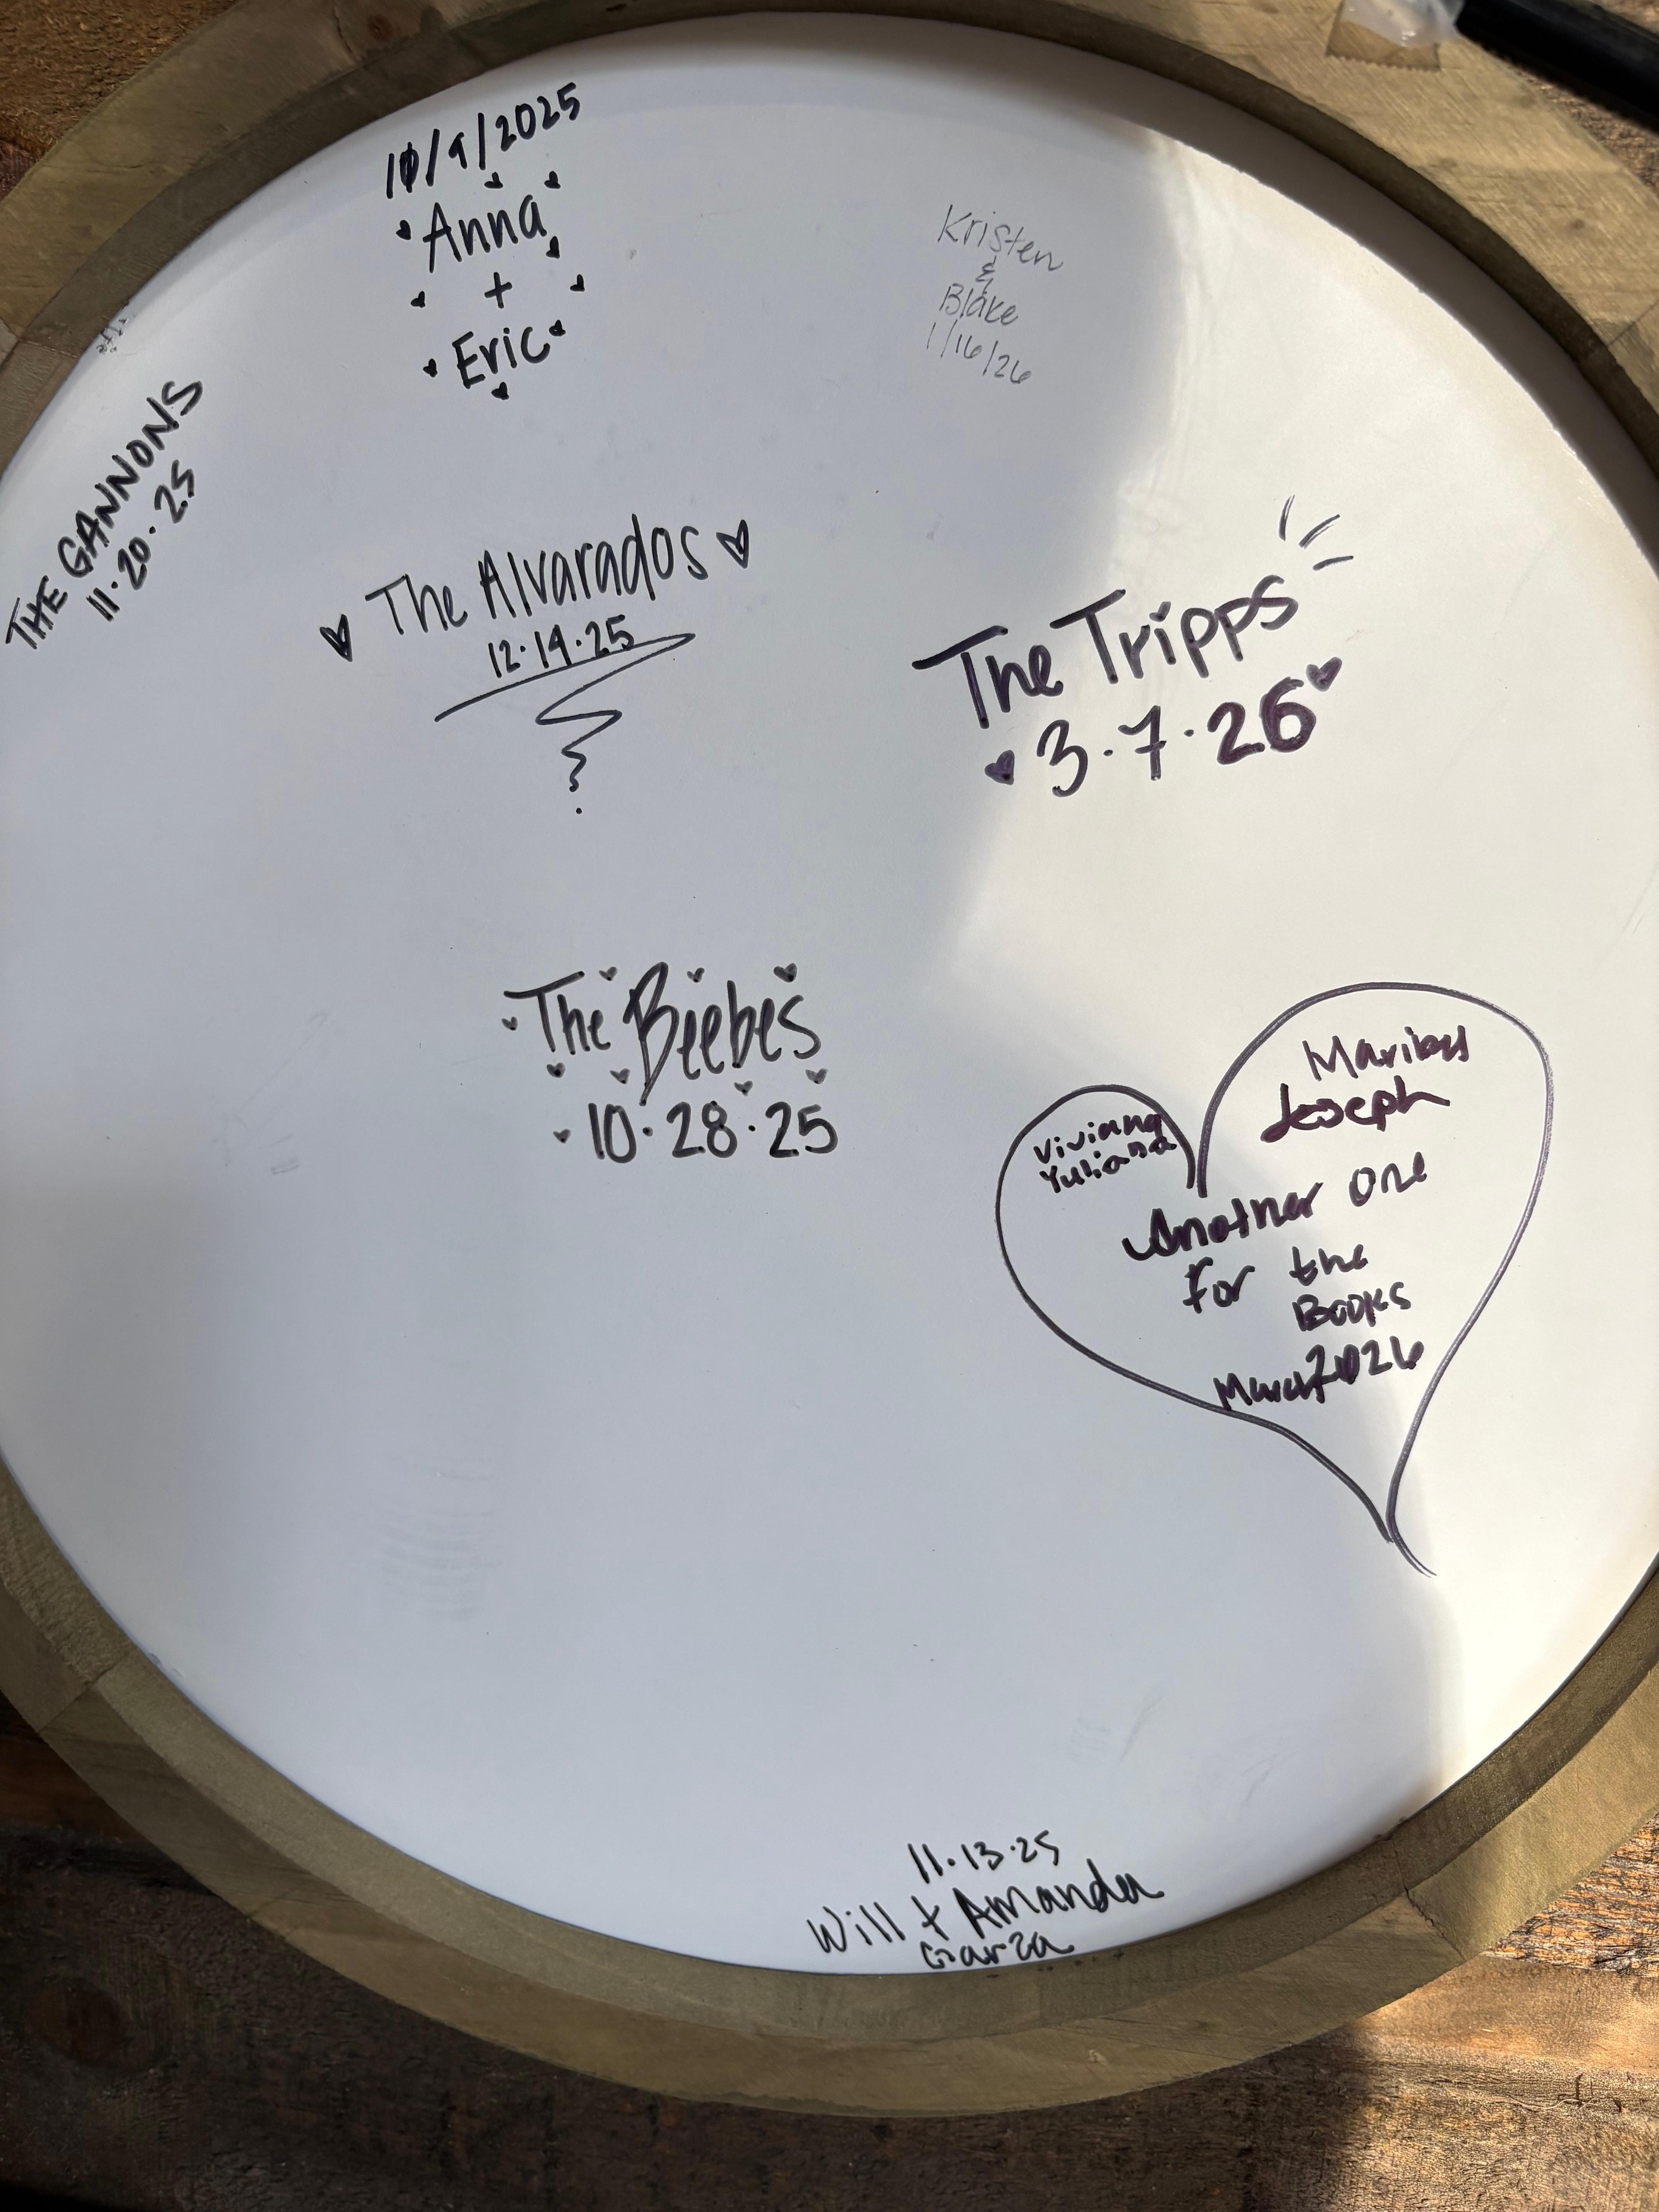 10/9/2025
Anna
+
Eric
Kristen
&
Blake
1/16/26
THE GANNONS
11·20·25
The Alvarados
12·14·25
The Tripps
3·7·26
The Beebes
10·28·25
Viviana
Yuliana
Joseph
Another One
For the
Books
March 2026
11·13·25
Will + Amanda
Garza